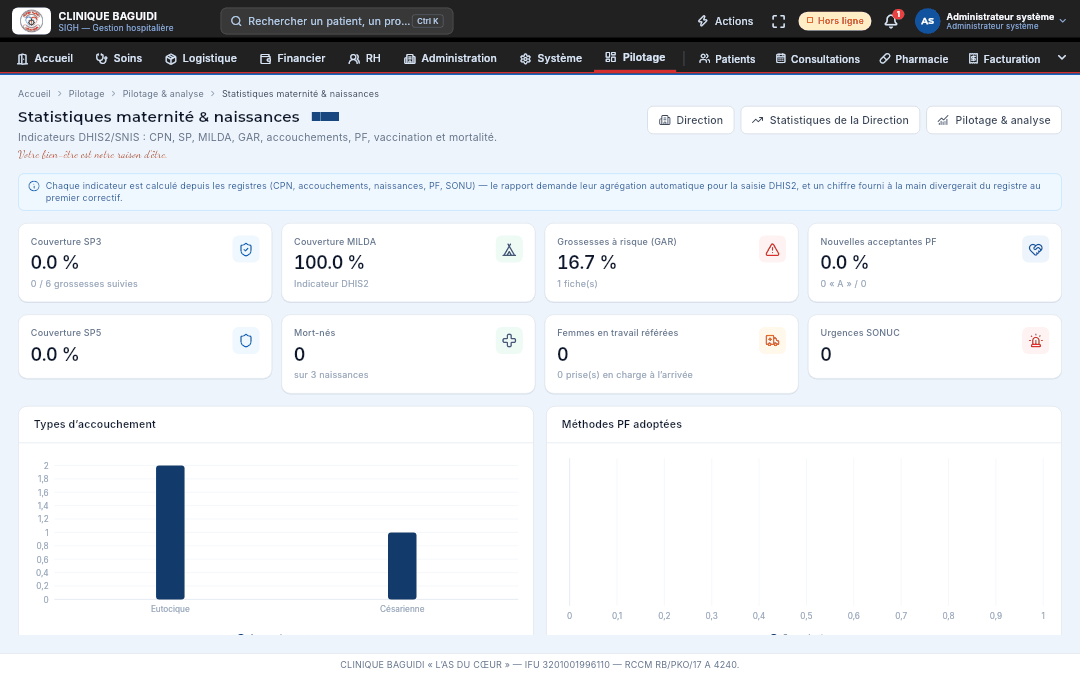 CLINIQUE BAGUIDI
SIGH — Gestion hospitalière
Rechercher un patient, un pro... Ctrl K
Actions
Hors ligne
1
AS
Administrateur système
Administrateur système
Accueil Soins Logistique Financier RH Administration Système Pilotage Patients Consultations Pharmacie Facturation
Accueil > Pilotage > Pilotage & analyse > Statistiques maternité & naissances
Statistiques maternité & naissances
Indicateurs DHIS2/SNIS : CPN, SP, MILDA, GAR, accouchements, PF, vaccination et mortalité.
Votre bien-être est notre raison d'être.
Direction Statistiques de la Direction Pilotage & analyse
Chaque indicateur est calculé depuis les registres (CPN, accouchements, naissances, PF, SONU) — le rapport demande leur agrégation automatique pour la saisie DHIS2, et un chiffre fourni à la main divergerait du registre au
premier correctif.
Couverture SP3
0.0 %
0 / 6 grossesses suivies
Couverture MILDA
100.0 %
Indicateur DHIS2
Grossesses à risque (GAR)
16.7 %
1 fiche(s)
Nouvelles acceptantes PF
0.0 %
0 « A » / 0
Couverture SP5
0.0 %
Mort-nés
0
sur 3 naissances
Femmes en travail référées
0
0 prise(s) en charge à l'arrivée
Urgences SONUC
0
Types d'accouchement
2
1,8
1,6
1,4
1,2
1
0,8
0,6
0,4
0,2
0
Eutocique Césarienne
Méthodes PF adoptées
0 0,1 0,2 0,3 0,4 0,5 0,6 0,7 0,8 0,9 1
CLINIQUE BAGUIDI « L'AS DU CŒUR » — IFU 3201001996110 — RCCM RB/PKO/17 A 4240.